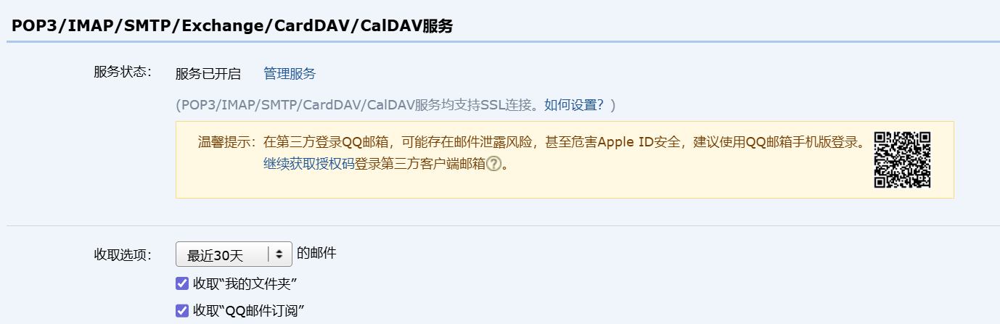 POP3/IMAP/SMTP/Exchange/CardDAV/CalDAV服务
服务状态： 服务已开启 管理服务
(POP3/IMAP/SMTP/CardDAV/CalDAV服务均支持SSL连接。如何设置？)
温馨提示：在第三方登录QQ邮箱，可能存在邮件泄露风险，甚至危害Apple ID安全，建议使用QQ邮箱手机版登录。
继续获取授权码登录第三方客户端邮箱?。
收取选项： 最近30天 的邮件
收取“我的文件夹”
收取“QQ邮件订阅”